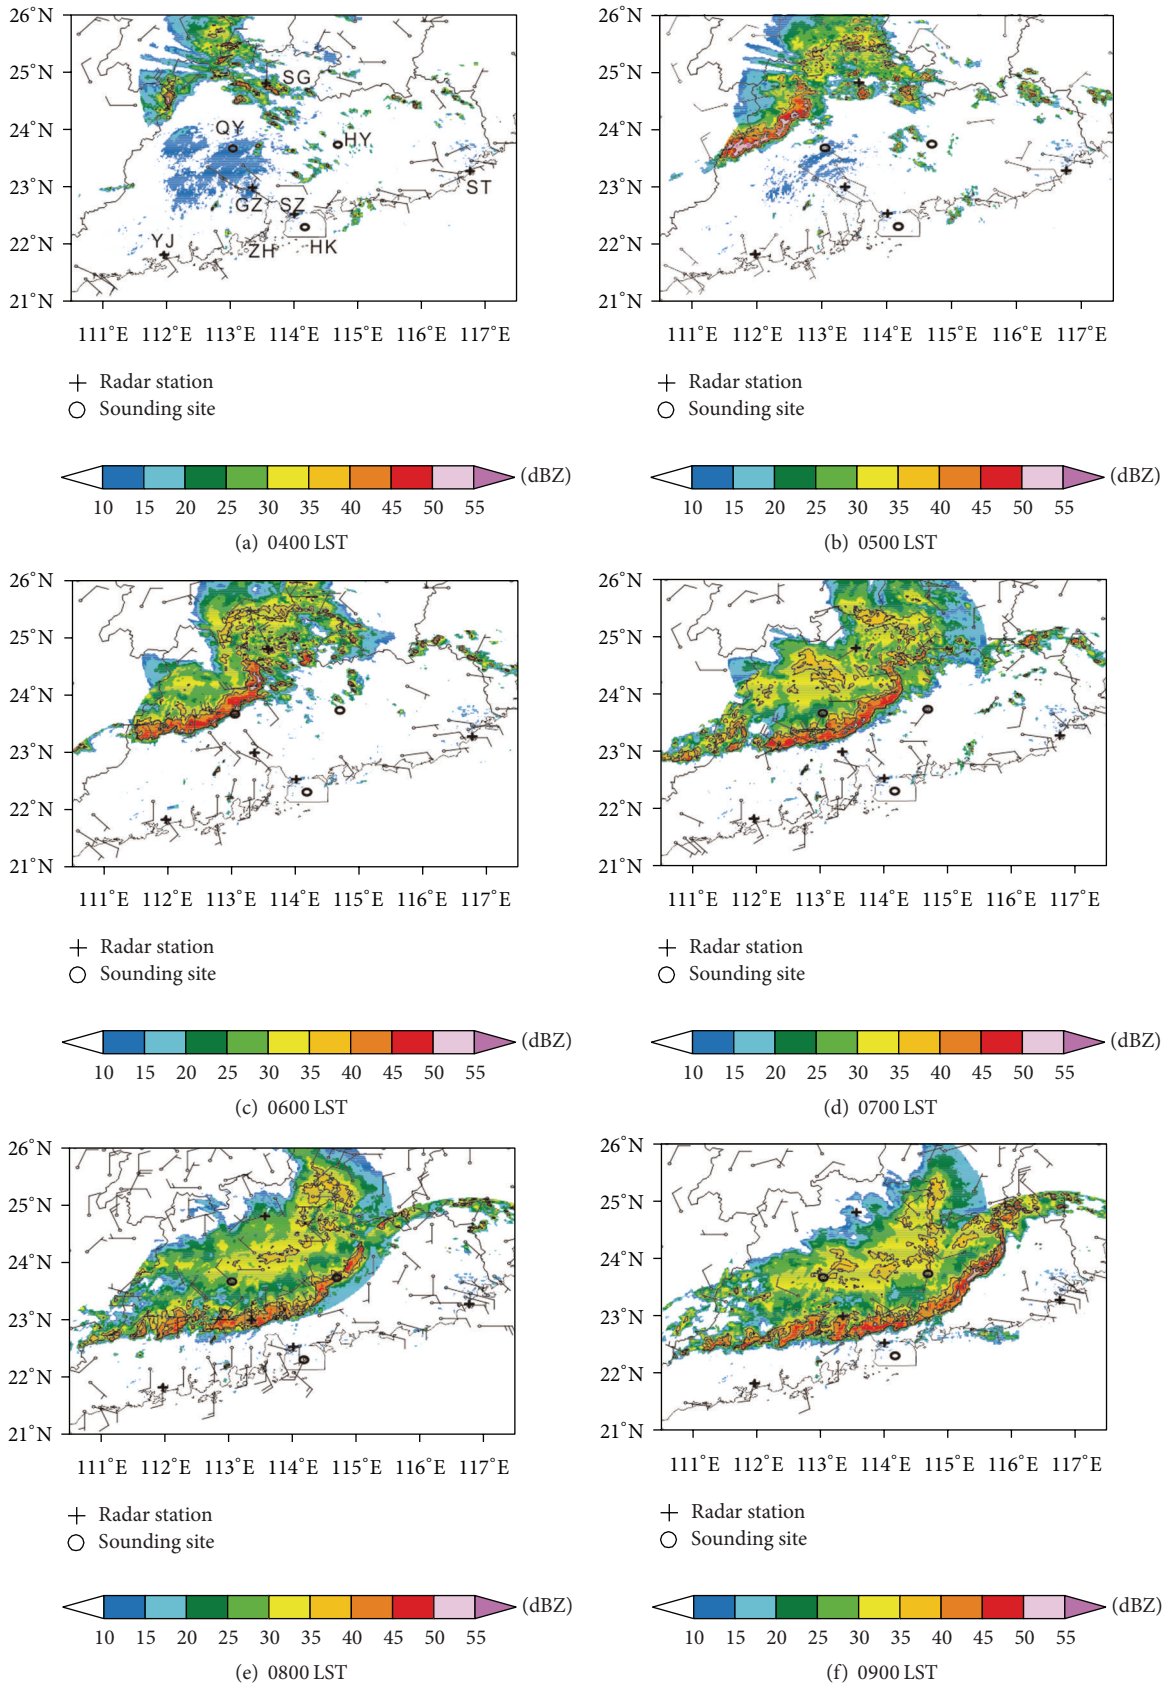 26°N 26°N
25°N SG 25°N
24°N QY HY 24°N
23°N GZ SZ ST 23°N
22°N YJ ZH HK 22°N
21°N 21°N
111°E 112°E 113°E 114°E 115°E 116°E 117°E 111°E 112°E 113°E 114°E 115°E 116°E 117°E
Radar station Radar station
Sounding site Sounding site
(dBZ) (dBZ)
10 15 20 25 30 35 40 45 50 55 10 15 20 25 30 35 40 45 50 55
(a) 0400 LST (b) 0500 LST
26°N 26°N
25°N 25°N
24°N 24°N
23°N 23°N
22°N 22°N
21°N 21°N
111°E 112°E 113°E 114°E 115°E 116°E 117°E 111°E 112°E 113°E 114°E 115°E 116°E 117°E
Radar station Radar station
Sounding site Sounding site
(dBZ) (dBZ)
10 15 20 25 30 35 40 45 50 55 10 15 20 25 30 35 40 45 50 55
(c) 0600 LST (d) 0700 LST
26°N 26°N
25°N 25°N
24°N 24°N
23°N 23°N
22°N 22°N
21°N 21°N
111°E 112°E 113°E 114°E 115°E 116°E 117°E 111°E 112°E 113°E 114°E 115°E 116°E 117°E
Radar station Radar station
Sounding site Sounding site
(dBZ) (dBZ)
10 15 20 25 30 35 40 45 50 55 10 15 20 25 30 35 40 45 50 55
(e) 0800 LST (f) 0900 LST